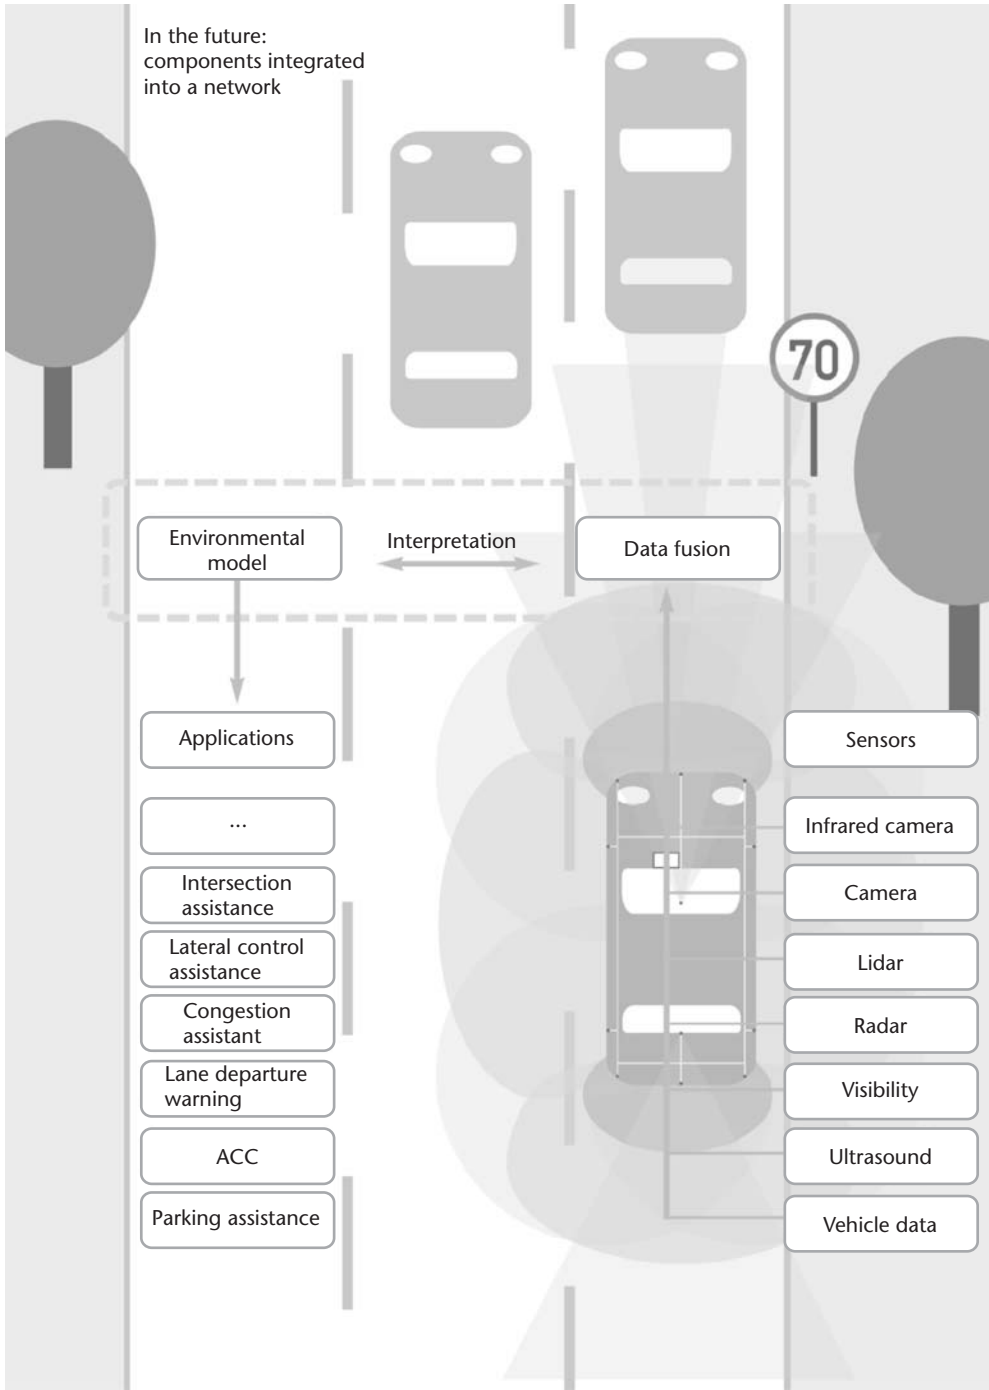 In the future:
components integrated
into a network
70
Environmental
model
Interpretation
Data fusion
Applications
...
Intersection
assistance
Lateral control
assistance
Congestion
assistant
Lane departure
warning
ACC
Parking assistance
Sensors
Infrared camera
Camera
Lidar
Radar
Visibility
Ultrasound
Vehicle data